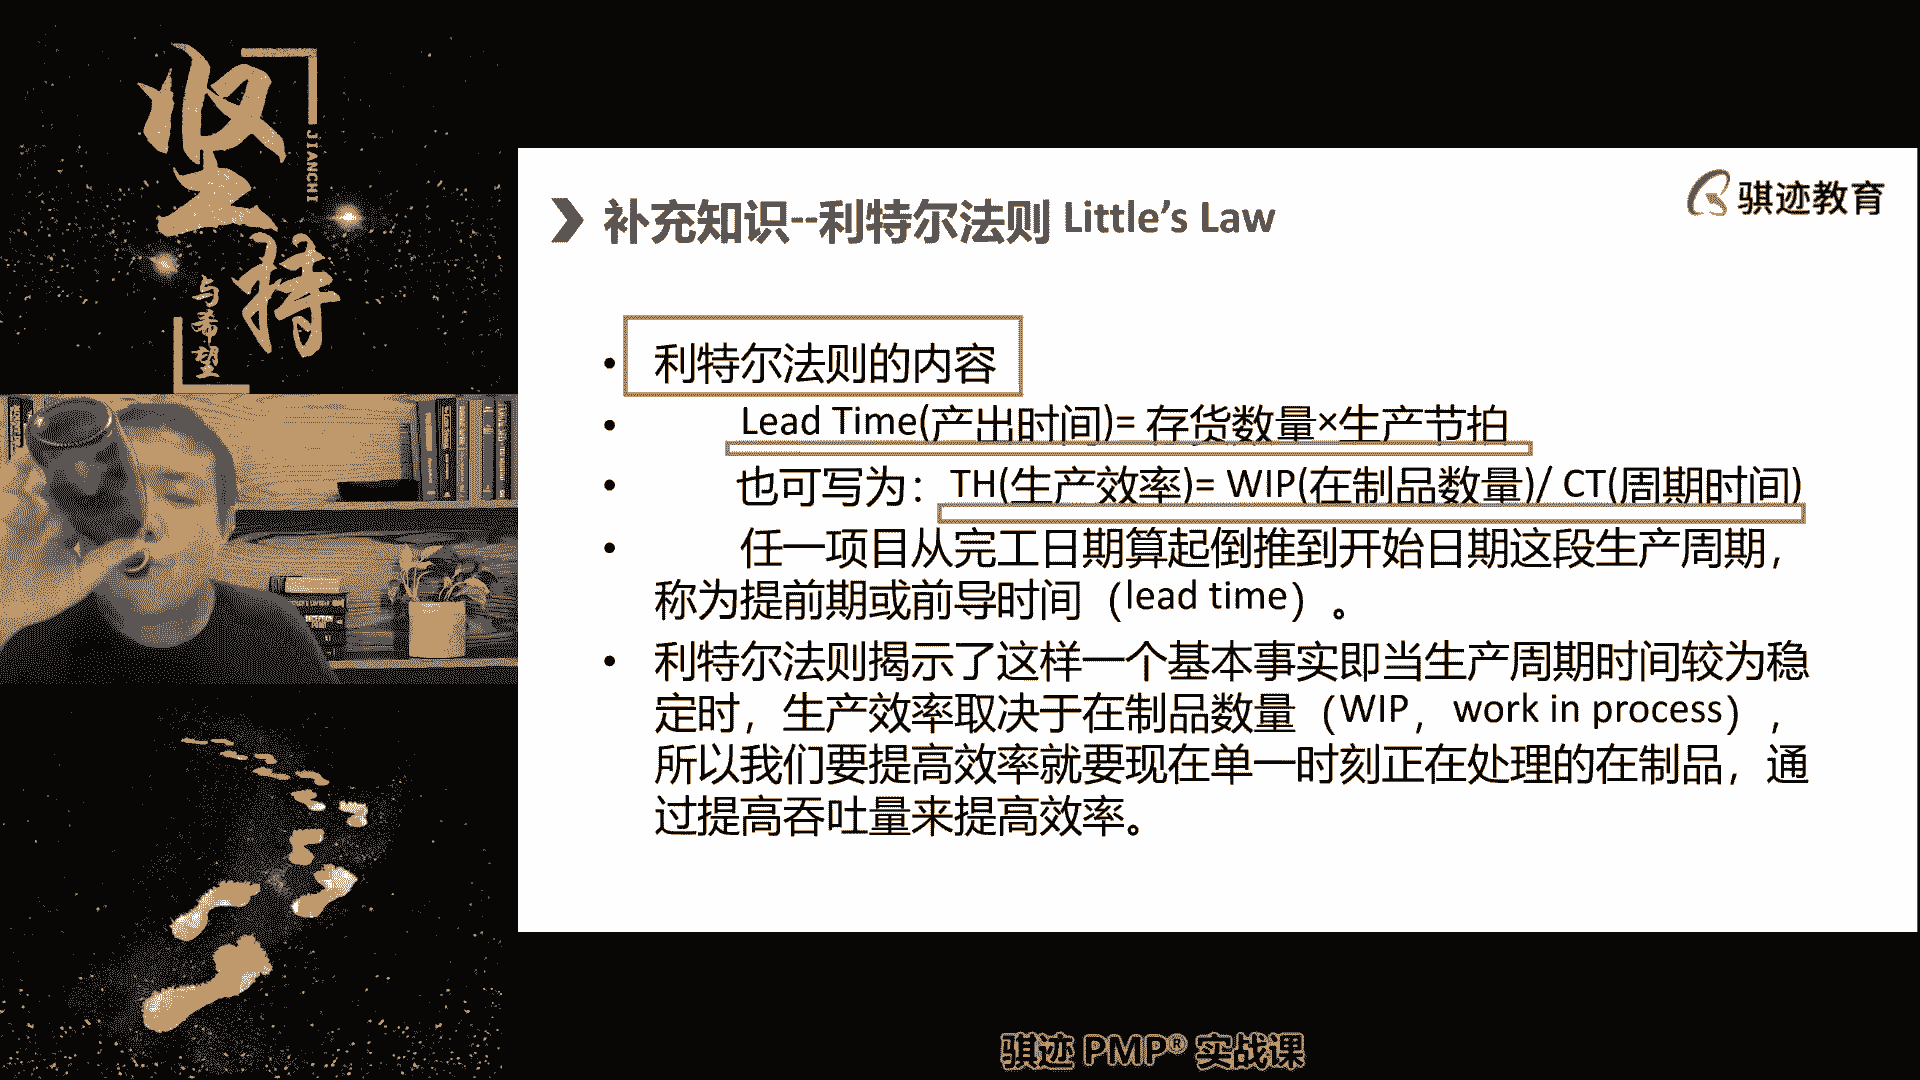 坚持
JIANCHI
与希望
骐迹教育
补充知识--利特尔法则 Little's Law
• 利特尔法则的内容
• Lead Time(产出时间)= 存货数量×生产节拍
• 也可写为：TH(生产效率)= WIP(在制品数量)/ CT(周期时间)
• 任一项目从完工日期算起倒推到开始日期这段生产周期，
称为提前期或前导时间（lead time）。
• 利特尔法则揭示了这样一个基本事实即当生产周期时间较为稳
定时，生产效率取决于在制品数量（WIP，work in process），
所以我们要提高效率就要现在单一时刻正在处理的在制品，通
过提高吞吐量来提高效率。
骐迹 PMP® 实战课